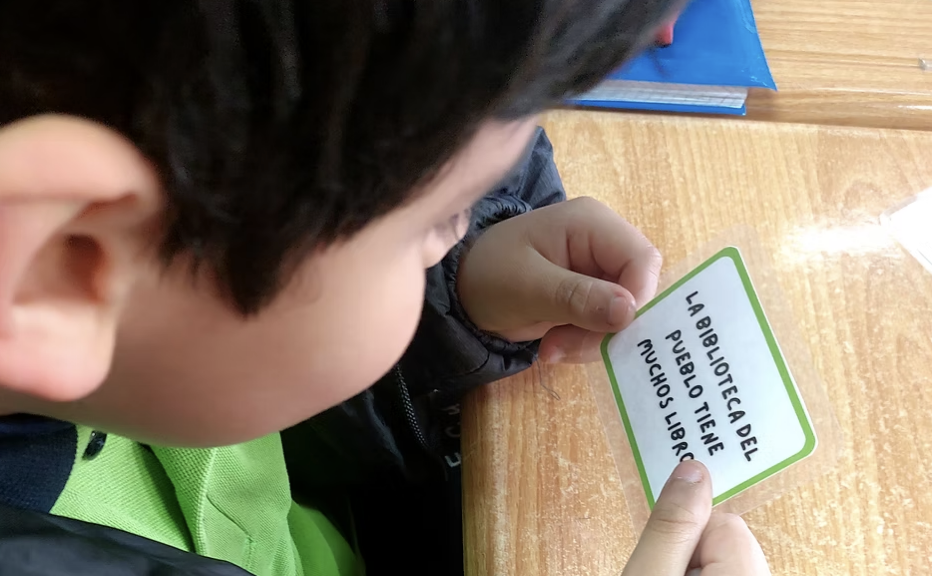 LA BIBLIOTECA DEL
PUEBLO TIENE
MUCHOS LIBRO